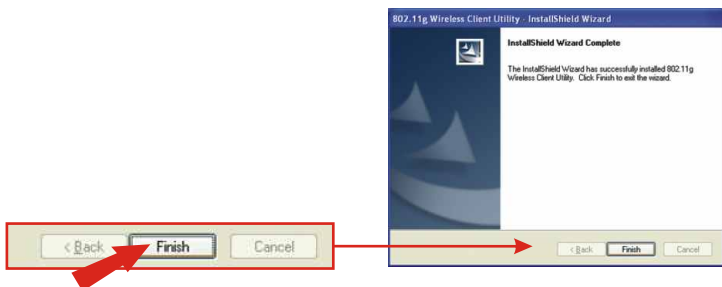 802.11g Wireless Client Utility - InstallShield Wizard
InstallShield Wizard Complete
The InstallShield Wizard has successfully installed 802.11g
Wireless Client Utility. Click Finish to exit the wizard.
< Back Finish Cancel
< Back Finish Cancel